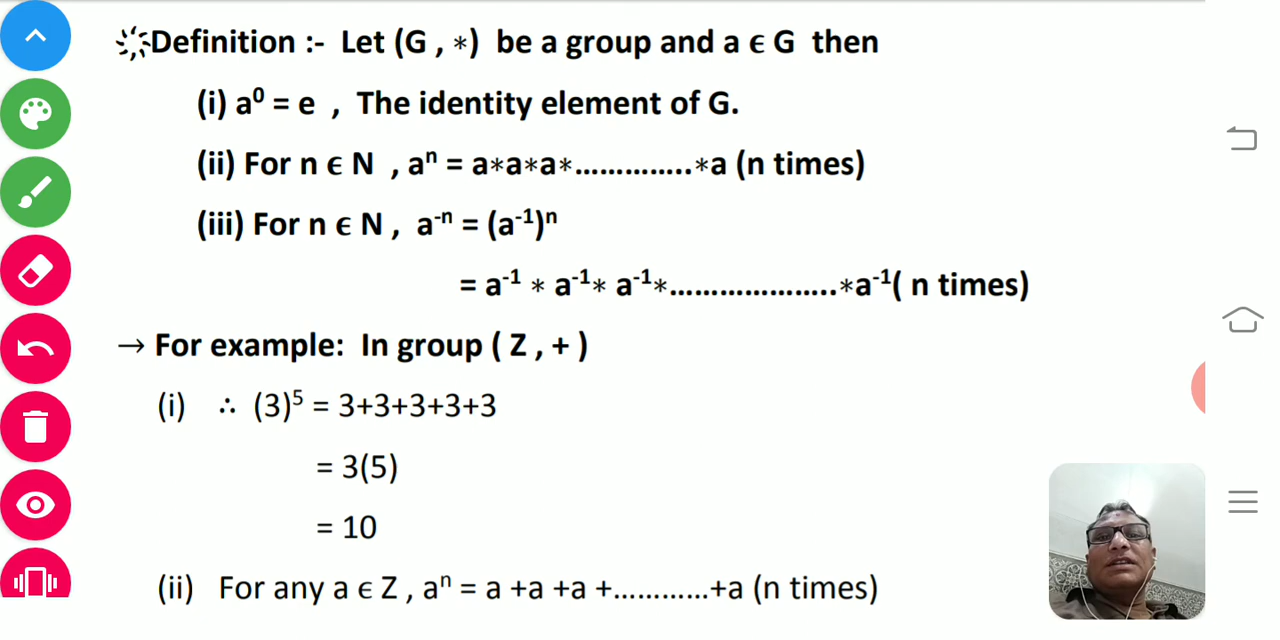 Definition :- Let (G , *) be a group and a ϵ G then
(i) a⁰ = e , The identity element of G.
(ii) For n ϵ N , aⁿ = a*a*a*..............*a (n times)
(iii) For n ϵ N , a⁻ⁿ = (a⁻¹)ⁿ
= a⁻¹ * a⁻¹* a⁻¹*....................*a⁻¹( n times)
→ For example: In group ( Z , + )
(i) ∴ (3)⁵ = 3+3+3+3+3
= 3(5)
= 10
(ii) For any a ϵ Z , aⁿ = a +a +a +............+a (n times)